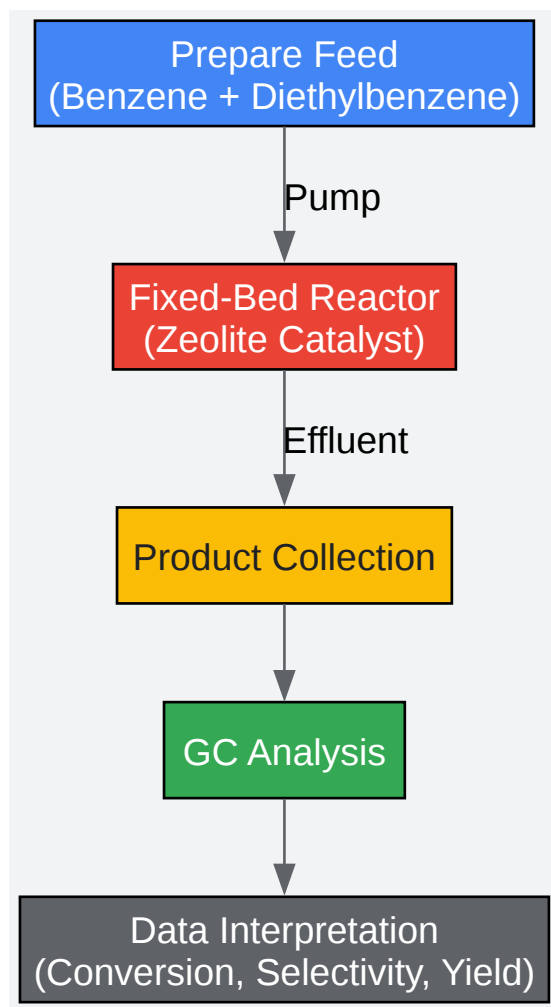 Prepare Feed
(Benzene + Diethylbenzene)
Pump
Fixed-Bed Reactor
(Zeolite Catalyst)
Effluent
Product Collection
GC Analysis
Data Interpretation
(Conversion, Selectivity, Yield)